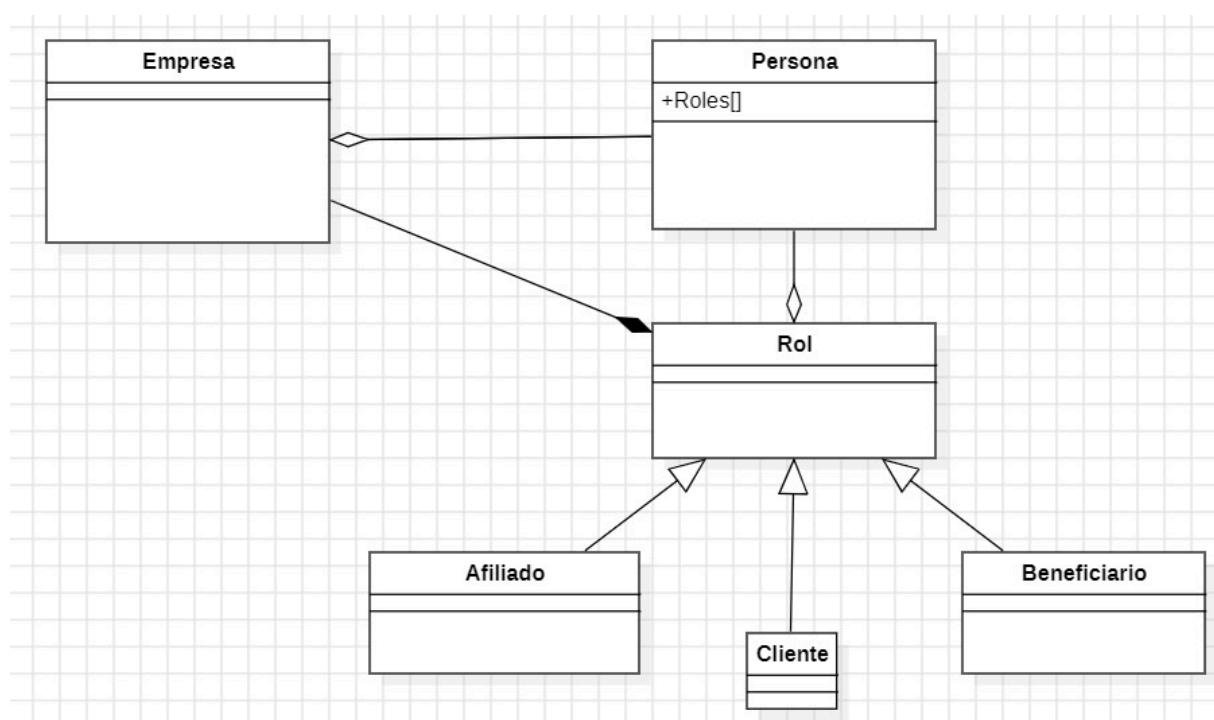 Empresa
Persona
+Roles[]
Rol
Afiliado
Beneficiario
Cliente